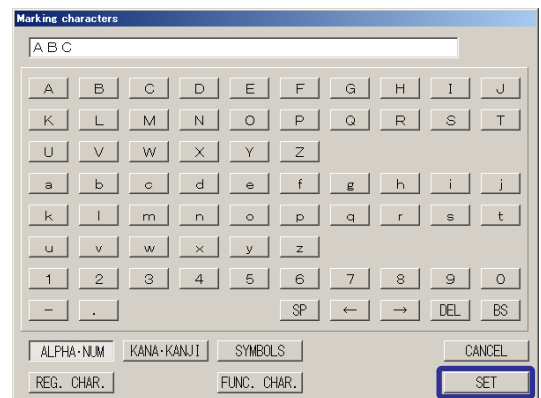 Marking characters
ＡＢＣ
Ａ Ｂ Ｃ Ｄ Ｅ Ｆ Ｇ Ｈ Ｉ Ｊ
Ｋ Ｌ Ｍ Ｎ Ｏ Ｐ Ｑ Ｒ Ｓ Ｔ
Ｕ Ｖ Ｗ Ｘ Ｙ Ｚ
ａ ｂ ｃ ｄ ｅ ｆ ｇ ｈ ｉ ｊ
ｋ ｌ ｍ ｎ ｏ ｐ ｑ ｒ ｓ ｔ
ｕ ｖ ｗ ｘ ｙ ｚ
１ ２ ３ ４ ５ ６ ７ ８ ９ ０
－ ． SP ← → DEL BS
ALPHA･NUM KANA･KANJI SYMBOLS CANCEL
REG. CHAR. FUNC. CHAR. SET